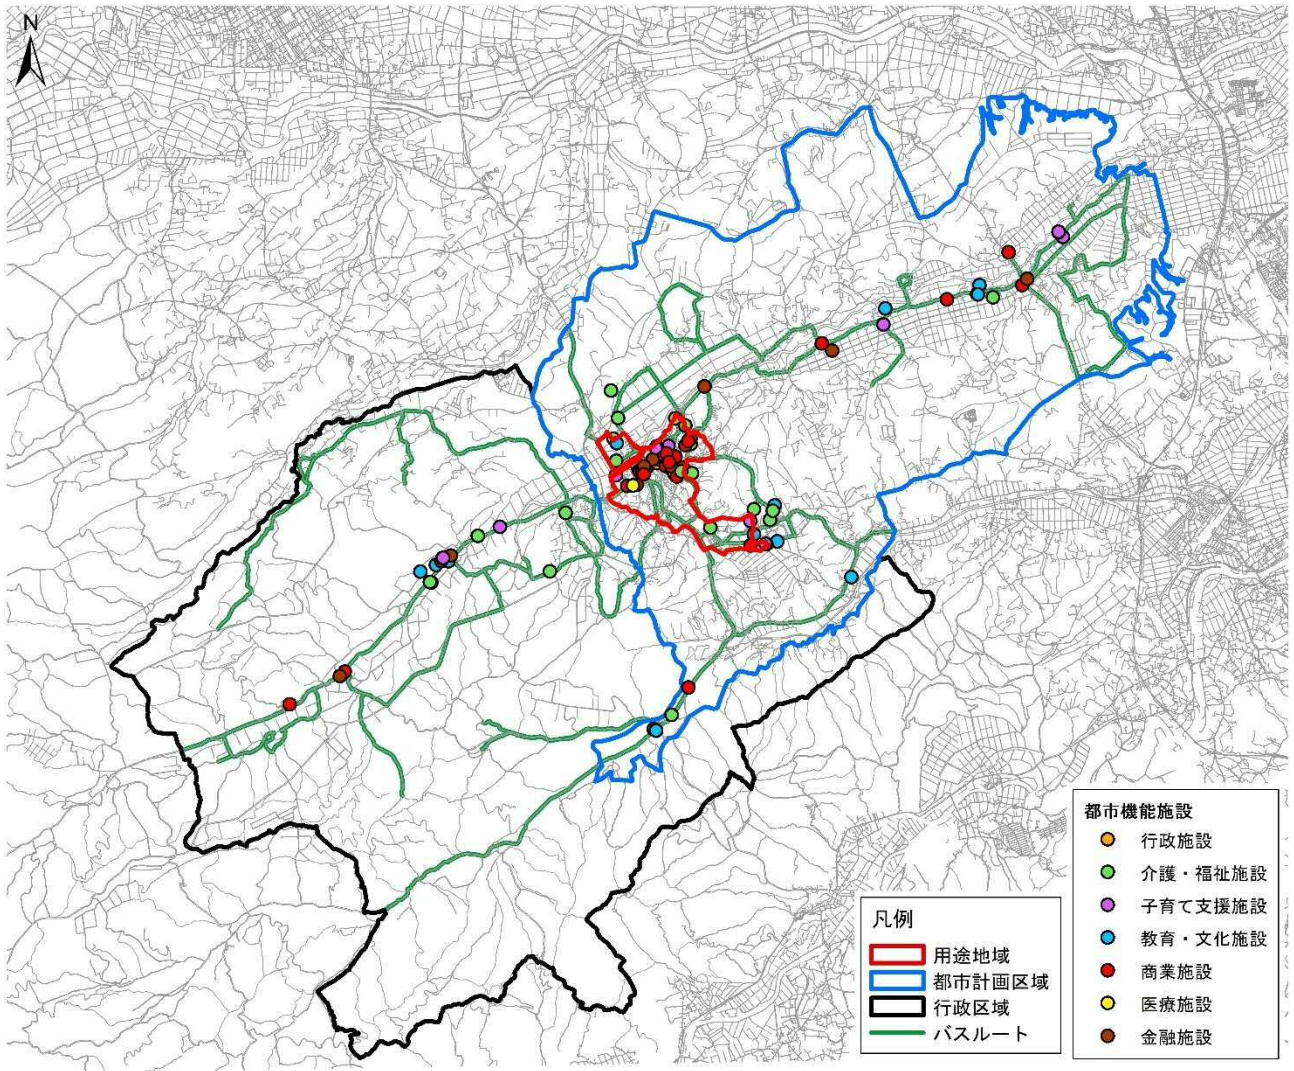 N
都市機能施設
行政施設
介護・福祉施設
子育て支援施設
教育・文化施設
商業施設
医療施設
金融施設
凡例
用途地域
都市計画区域
行政区域
バスルート